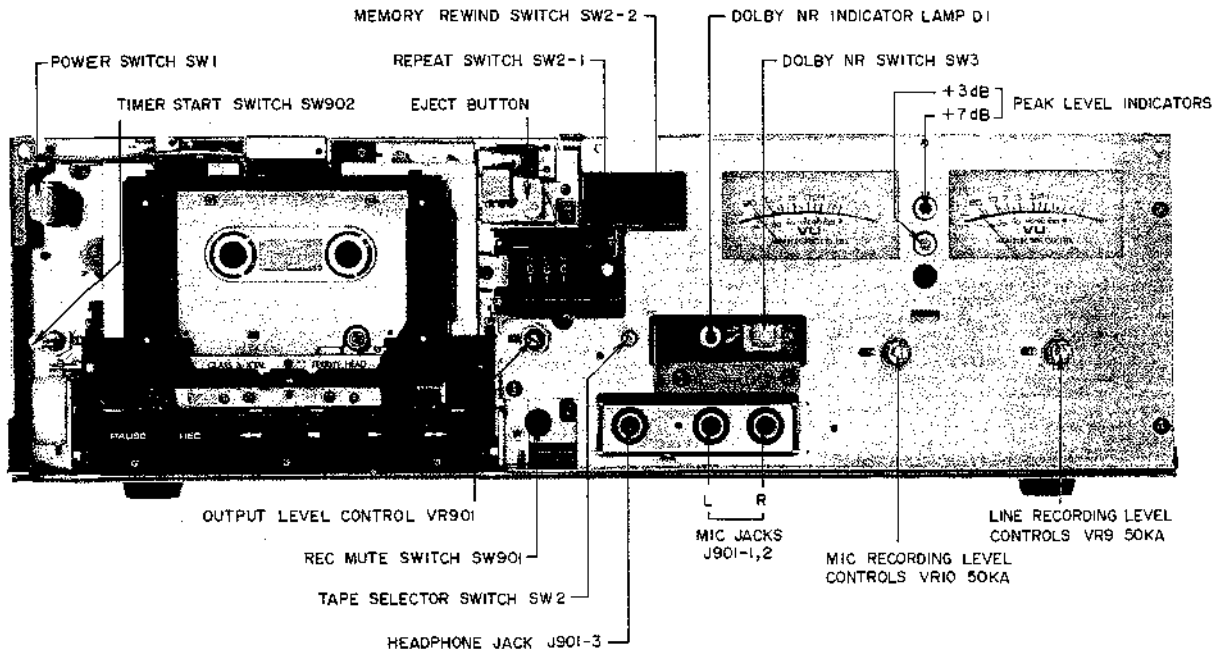 MEMORY REWIND SWITCH SW2-2
DOLBY NR INDICATOR LAMP D1
POWER SWITCH SW1
REPEAT SWITCH SW2-1
DOLBY NR SWITCH SW3
TIMER START SWITCH SW902
EJECT BUTTON
+3dB
+7dB
PEAK LEVEL INDICATORS
VU
VU
PAUSE
REC
OUTPUT LEVEL CONTROL VR901
L
R
REC MUTE SWITCH SW901
MIC JACKS
J901-1,2
MIC RECORDING LEVEL
CONTROLS VR10 50KA
LINE RECORDING LEVEL
CONTROLS VR9 50KA
TAPE SELECTOR SWITCH SW2
HEADPHONE JACK J901-3